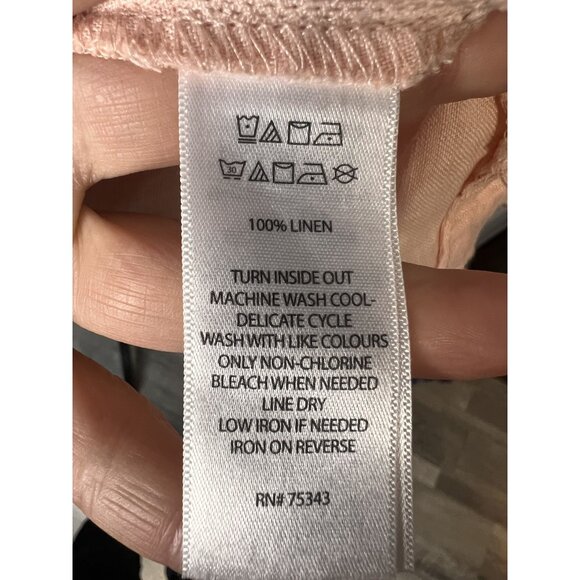 30
100% LINEN
TURN INSIDE OUT
MACHINE WASH COOL-
DELICATE CYCLE
WASH WITH LIKE COLOURS
ONLY NON-CHLORINE
BLEACH WHEN NEEDED
LINE DRY
LOW IRON IF NEEDED
IRON ON REVERSE
RN# 75343